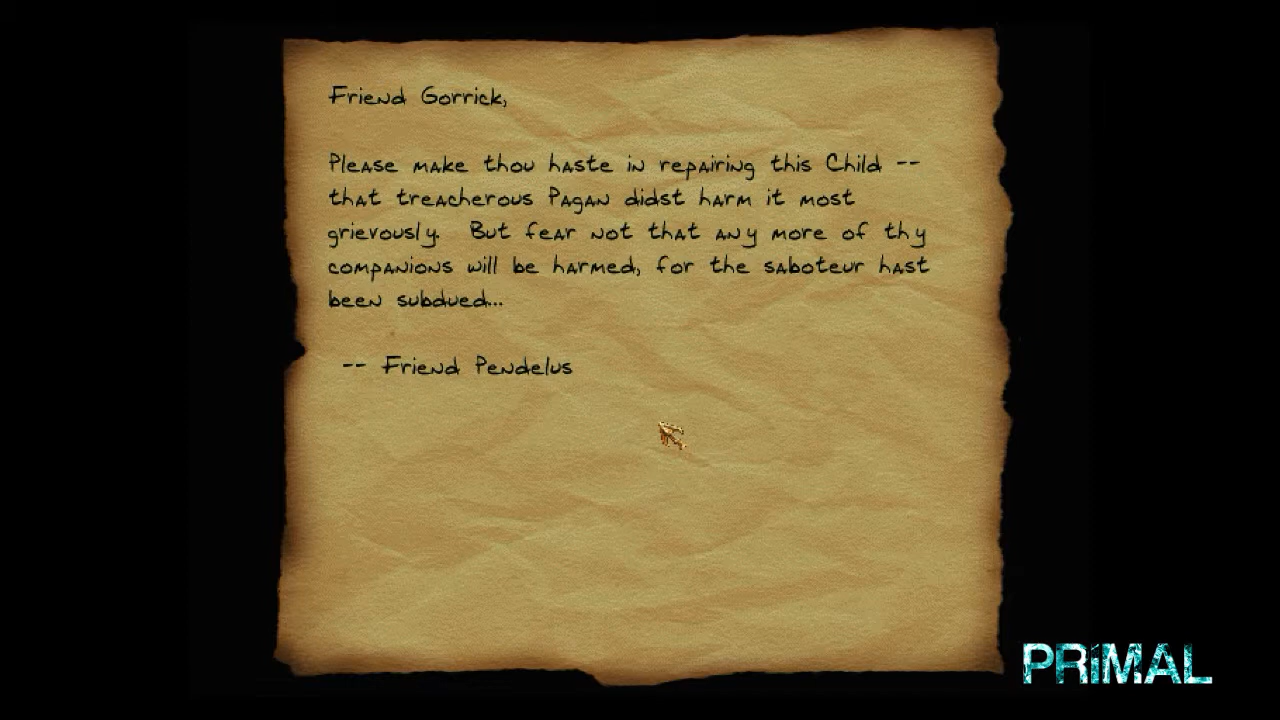 Friend Gorrick,
Please make thou haste in repairing this Child --
that treacherous Pagan didst harm it most
grievously.  But fear not that any more of thy
companions will be harmed, for the saboteur hast
been subdued...
-- Friend Pendelus
PRiMAL